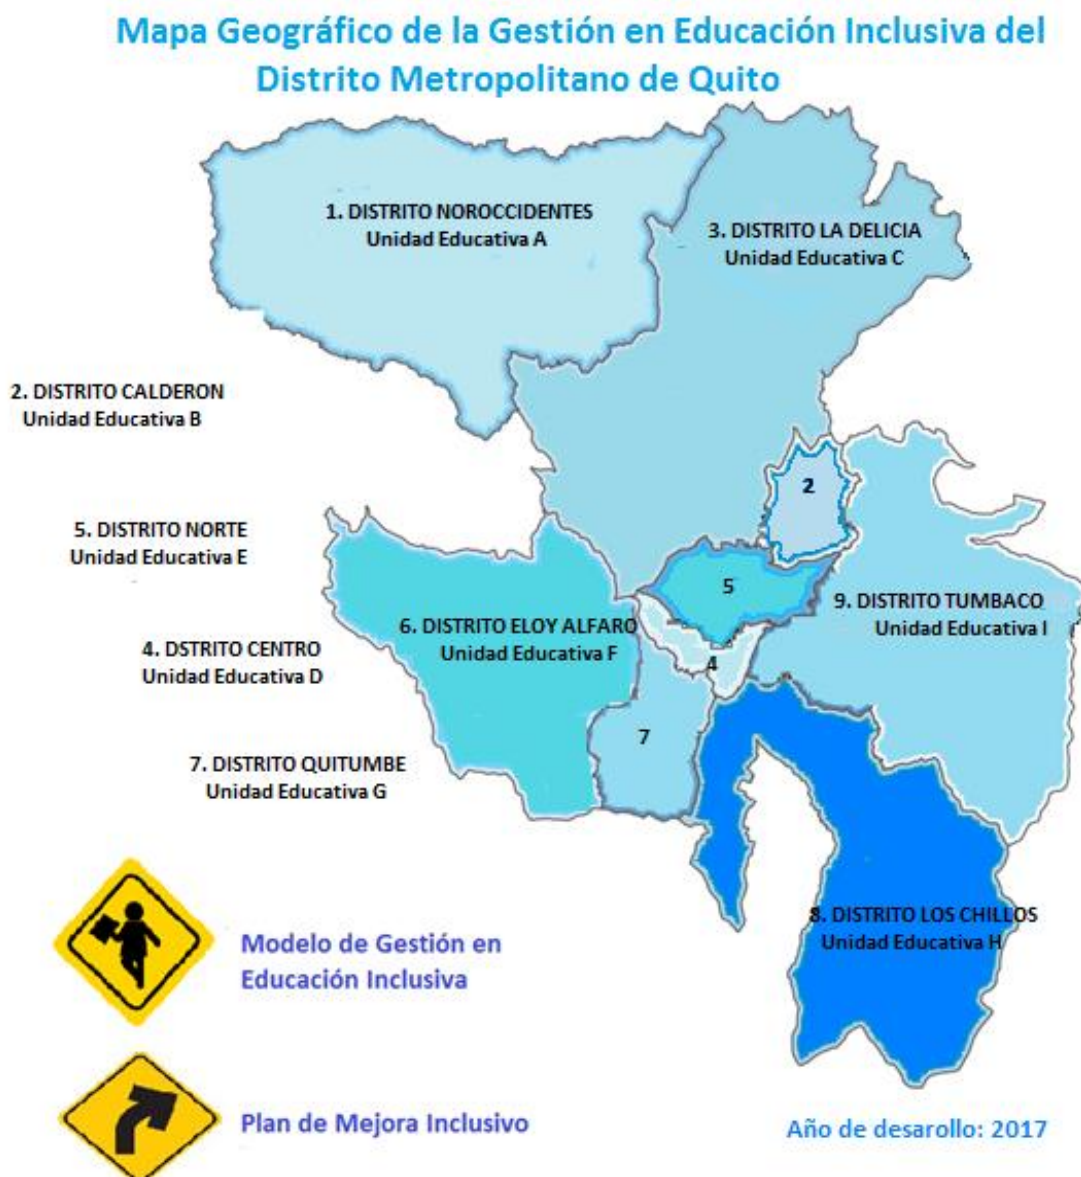 Mapa Geográfico de la Gestión en Educación Inclusiva del
Distrito Metropolitano de Quito
1. DISTRITO NOROCCIDENTES
Unidad Educativa A
3. DISTRITO LA DELICIA
Unidad Educativa C
2. DISTRITO CALDERON
Unidad Educativa B
2
5. DISTRITO NORTE
Unidad Educativa E
5
9. DISTRITO TUMBACO
Unidad Educativa I
6. DISTRITO ELOY ALFARO
Unidad Educativa F
4. DSTRITO CENTRO
Unidad Educativa D
4
7
7. DISTRITO QUITUMBE
Unidad Educativa G
8. DISTRITO LOS CHILLOS
Unidad Educativa H
Modelo de Gestión en
Educación Inclusiva
Plan de Mejora Inclusivo
Año de desarollo: 2017